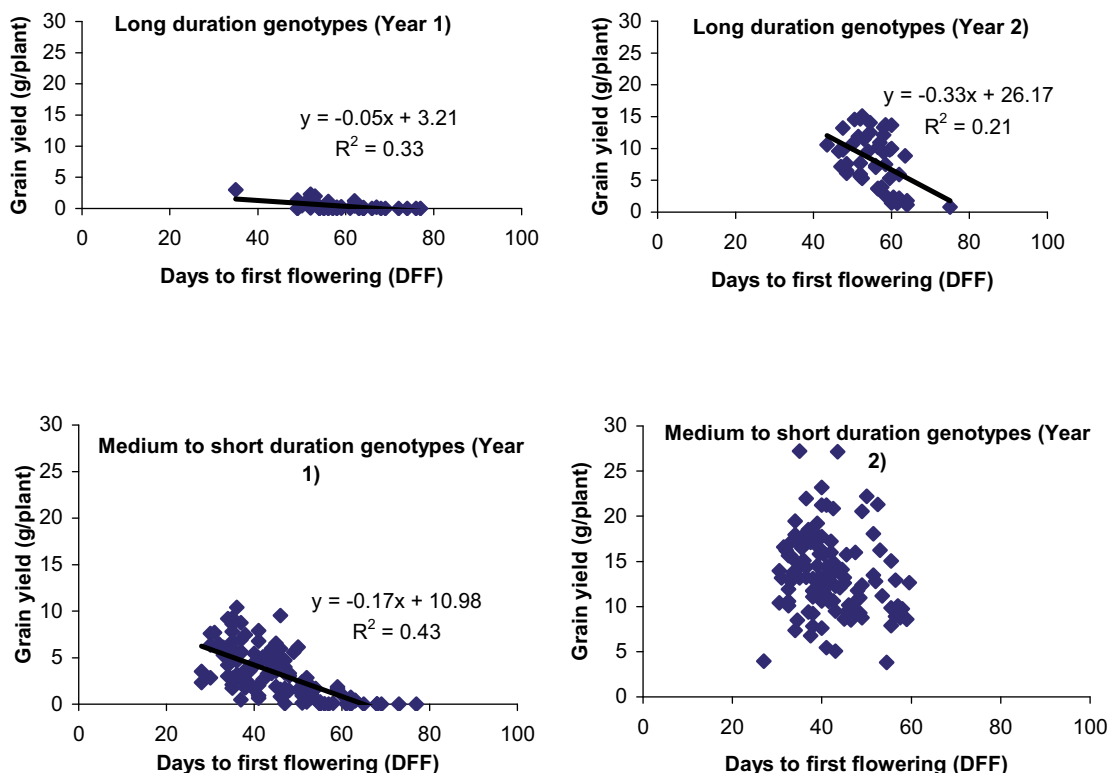 Long duration genotypes (Year 1)
Grain yield (g/plant)
30
25
20
15
10
5
0
y = -0.05x + 3.21
R² = 0.33
0 20 40 60 80 100
Days to first flowering (DFF)
Long duration genotypes (Year 2)
Grain yield (g/plant)
30
25
20
15
10
5
0
y = -0.33x + 26.17
R² = 0.21
0 20 40 60 80 100
Days to first flowering (DFF)
Medium to short duration genotypes (Year
1)
Grain yield (g/plant)
30
25
20
15
10
5
0
y = -0.17x + 10.98
R² = 0.43
0 20 40 60 80 100
Days to first flowering (DFF)
Medium to short duration genotypes (Year
2)
Grain yield (g/plant)
30
25
20
15
10
5
0
0 20 40 60 80 100
Days to first flowering (DFF)